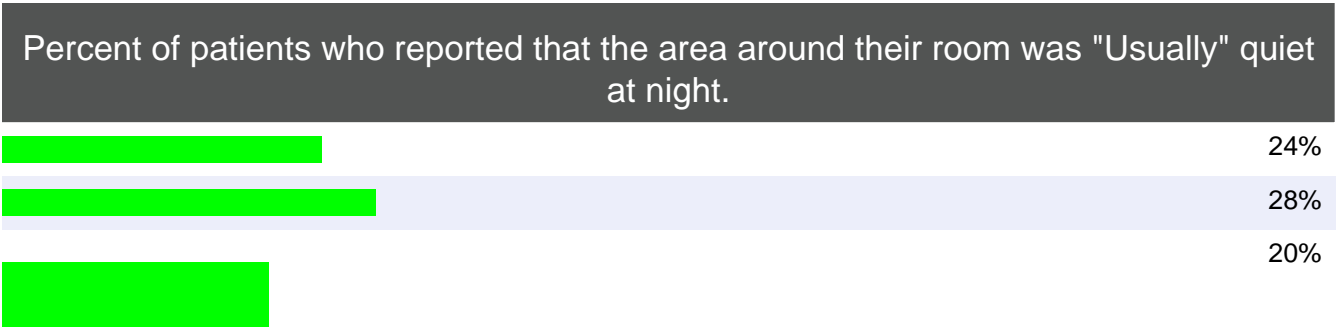 Percent of patients who reported that the area around their room was "Usually" quiet
at night.
24%
28%
20%